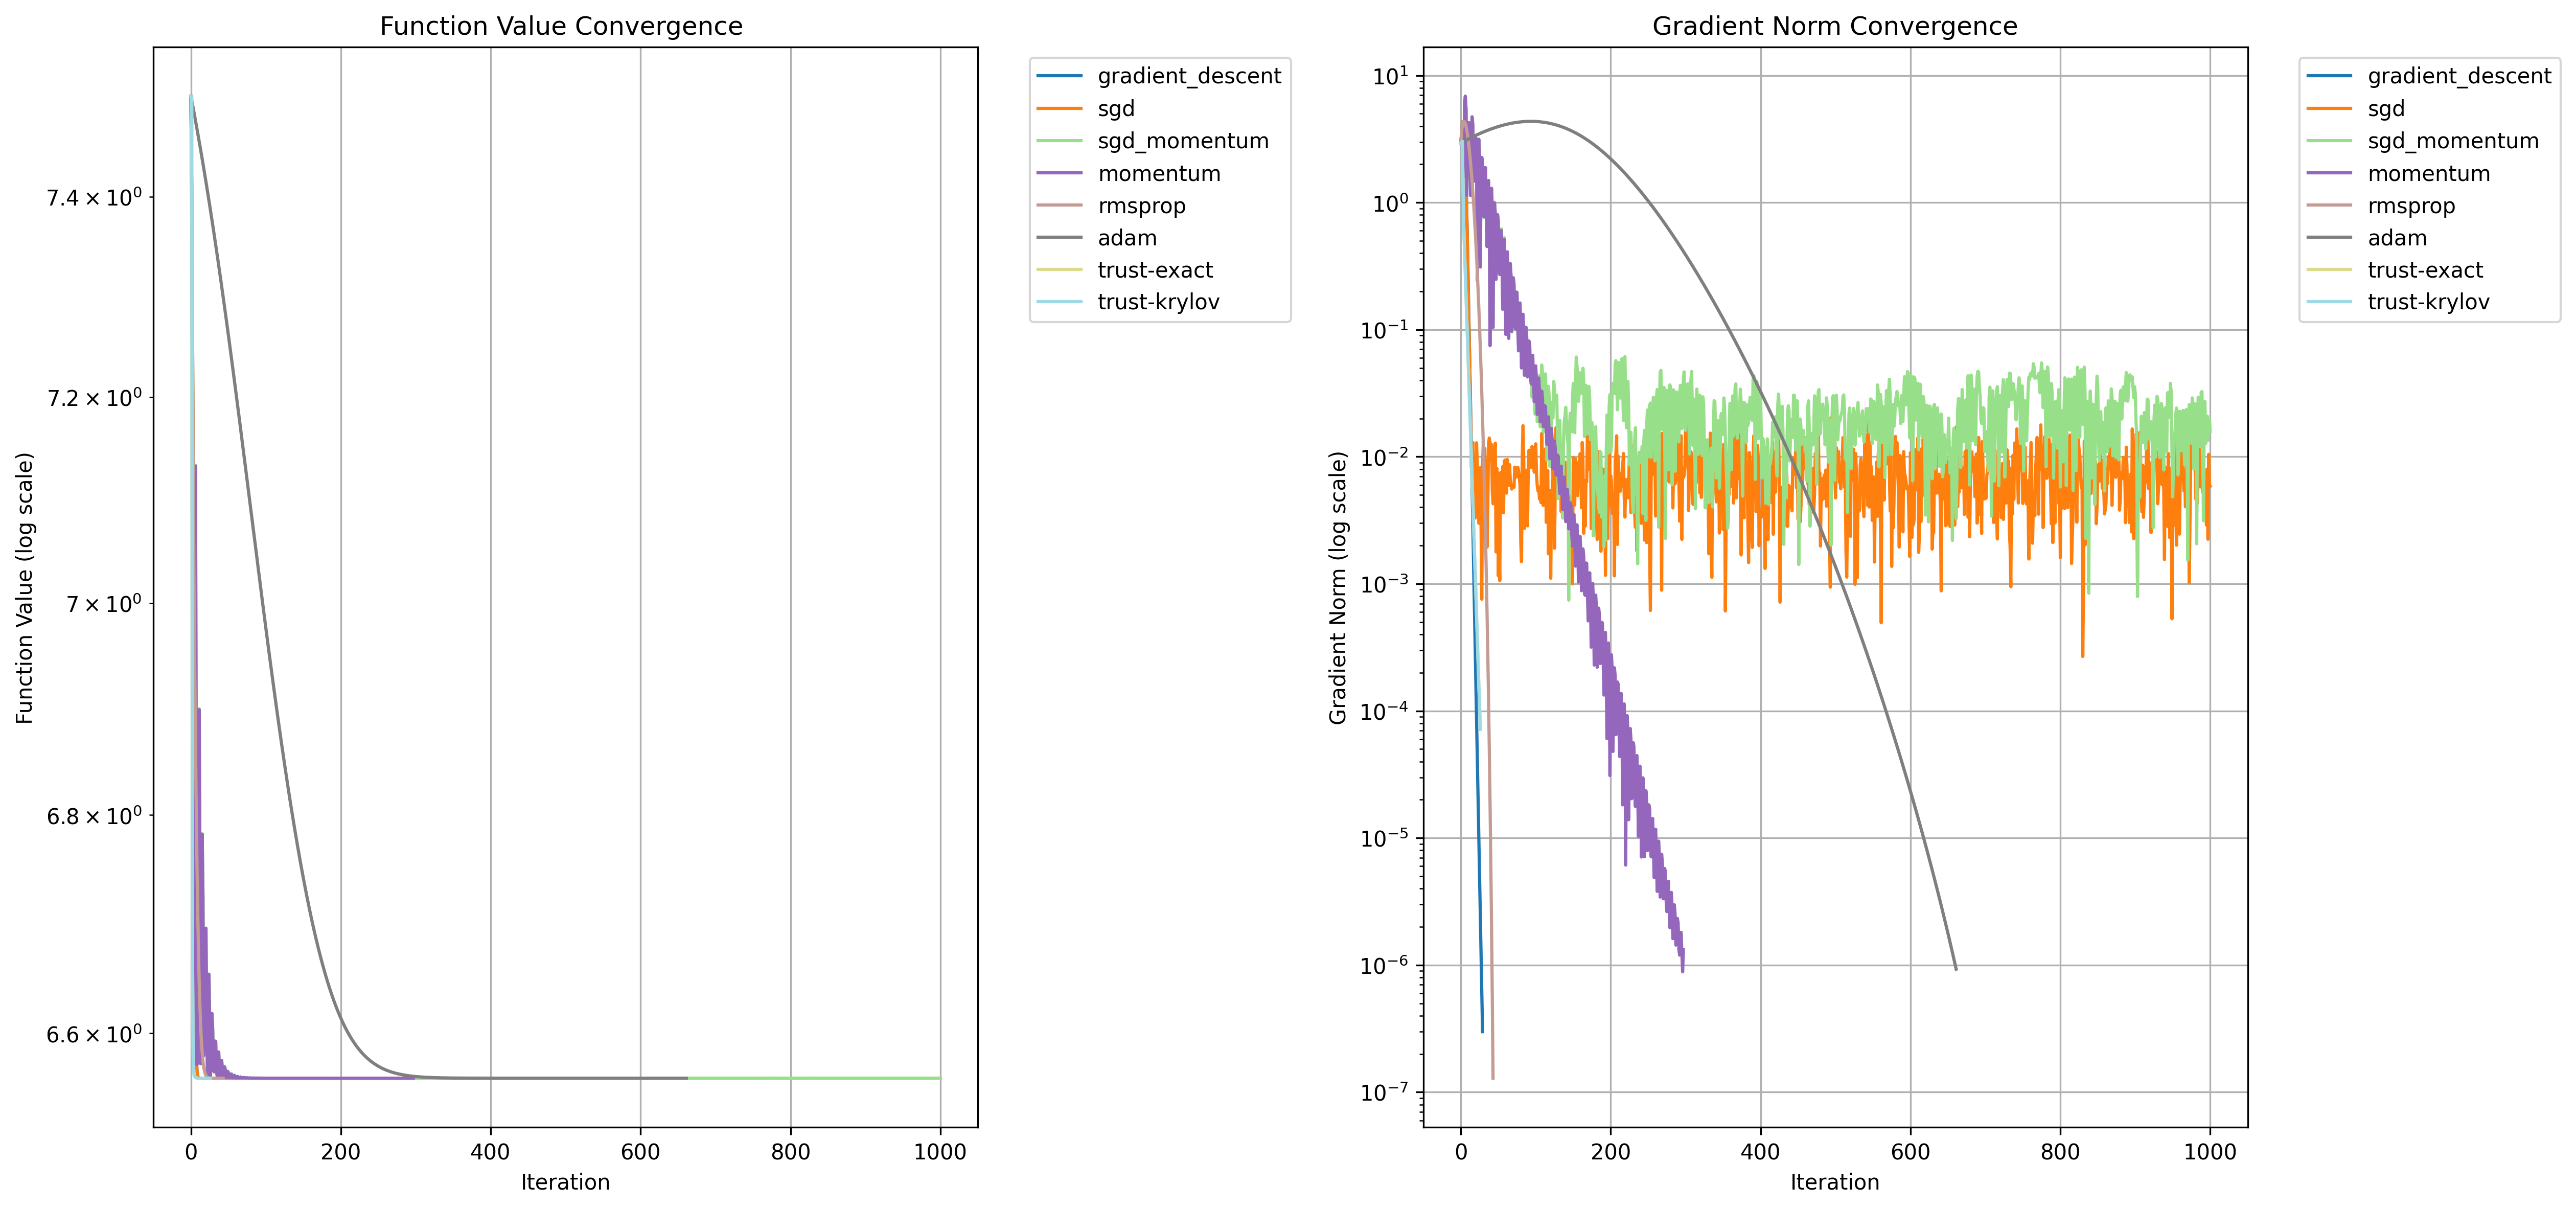 Function Value Convergence
Function Value (log scale)
7.4 × 10⁰
7.2 × 10⁰
7 × 10⁰
6.8 × 10⁰
6.6 × 10⁰
0 200 400 600 800 1000
Iteration
gradient_descent
sgd
sgd_momentum
momentum
rmsprop
adam
trust-exact
trust-krylov
Gradient Norm Convergence
Gradient Norm (log scale)
10¹
10⁰
10⁻¹
10⁻²
10⁻³
10⁻⁴
10⁻⁵
10⁻⁶
10⁻⁷
0 200 400 600 800 1000
Iteration
gradient_descent
sgd
sgd_momentum
momentum
rmsprop
adam
trust-exact
trust-krylov